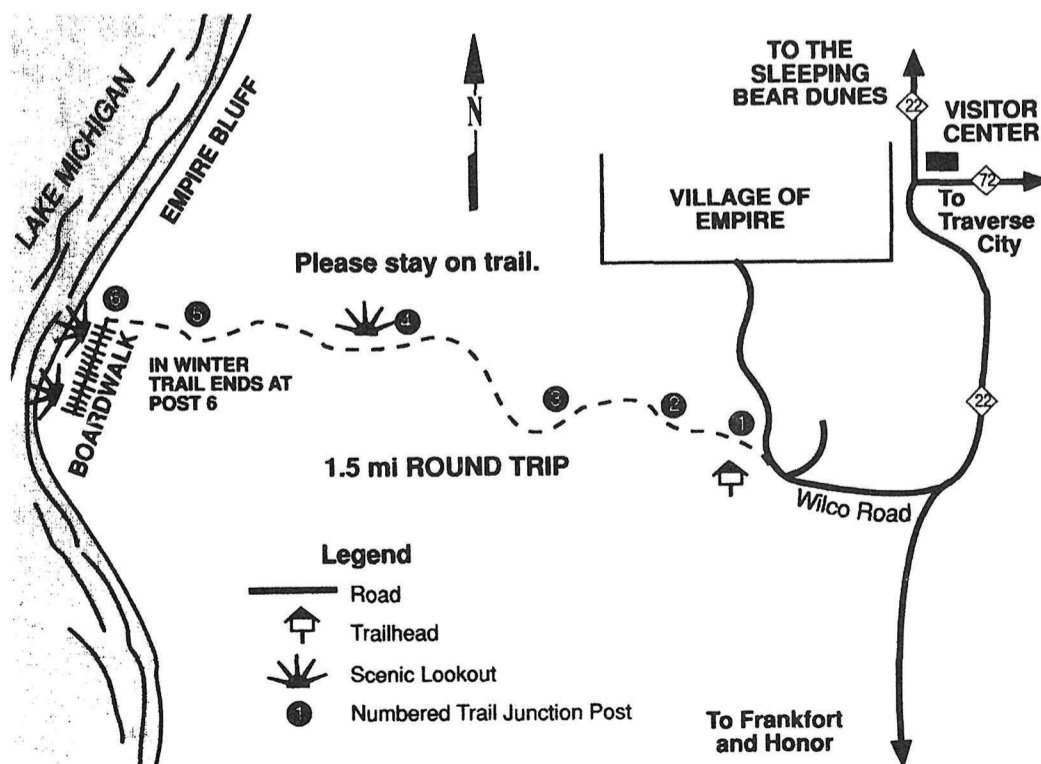 TO THE
SLEEPING
BEAR DUNES
22
VISITOR
CENTER
72
To
Traverse
City
N
LAKE MICHIGAN
EMPIRE BLUFF
VILLAGE OF
EMPIRE
Please stay on trail.
6
5
4
3
2
1
IN WINTER
TRAIL ENDS AT
POST 6
BOARDWALK
22
1.5 mi ROUND TRIP
Wilco Road
Legend
Road
Trailhead
Scenic Lookout
1 Numbered Trail Junction Post
To Frankfort
and Honor